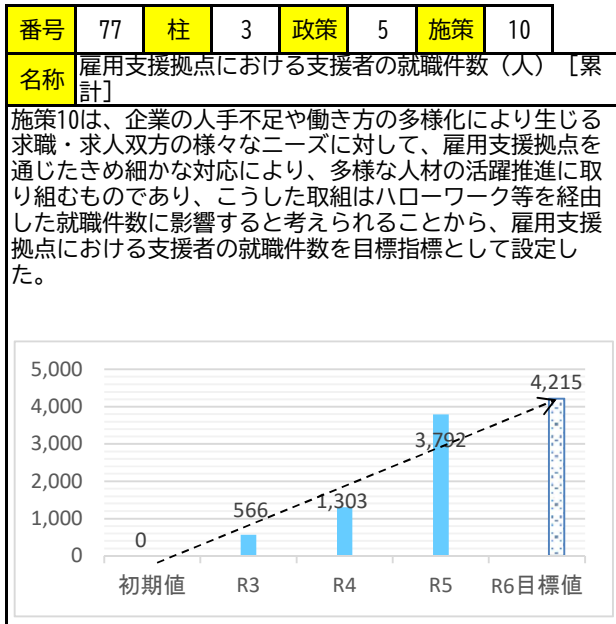 番号 77 柱 3 政策 5 施策 10
名称 雇用支援拠点における支援者の就職件数（人）［累
計］
施策10は、企業の人手不足や働き方の多様化により生じる
求職・求人双方の様々なニーズに対して、雇用支援拠点を
通じたきめ細かな対応により、多様な人材の活躍推進に取
り組むものであり、こうした取組はハローワーク等を経由
した就職件数に影響すると考えられることから、雇用支援
拠点における支援者の就職件数を目標指標として設定し
た。
5,000
4,000
3,000
2,000
1,000
0
0
566
1,303
3,792
4,215
初期値 R3 R4 R5 R6目標値